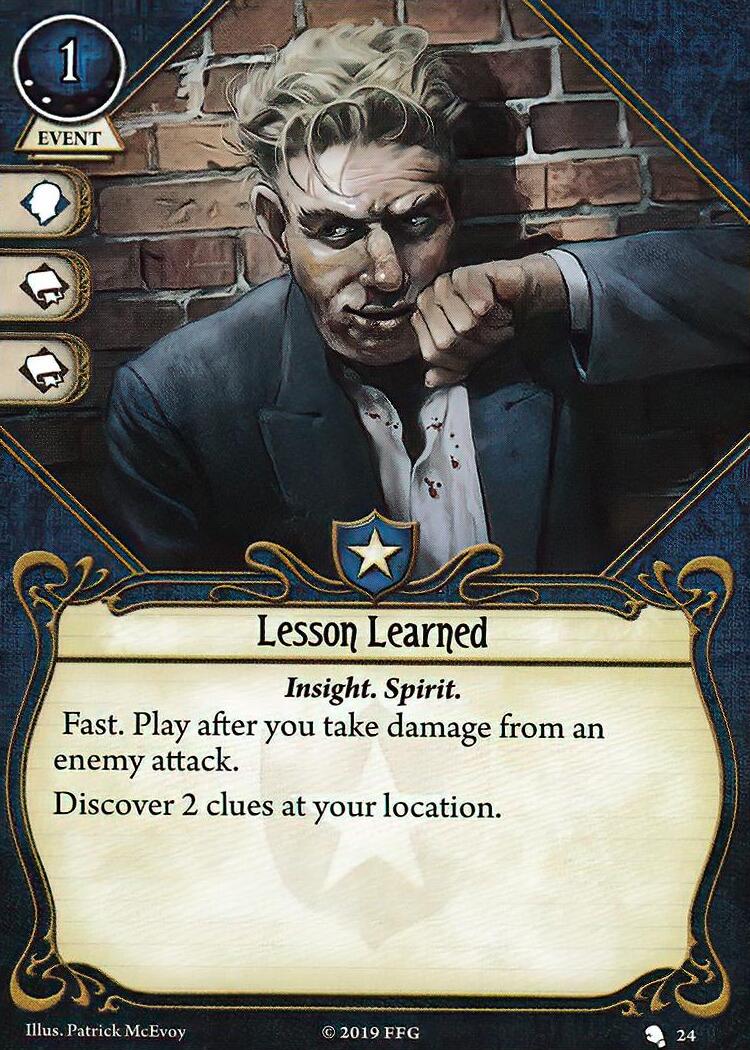 1
EVENT
Lesson Learned
Insight. Spirit.
Fast. Play after you take damage from an
enemy attack.
Discover 2 clues at your location.
Illus. Patrick McEvoy
© 2019 FFG
24